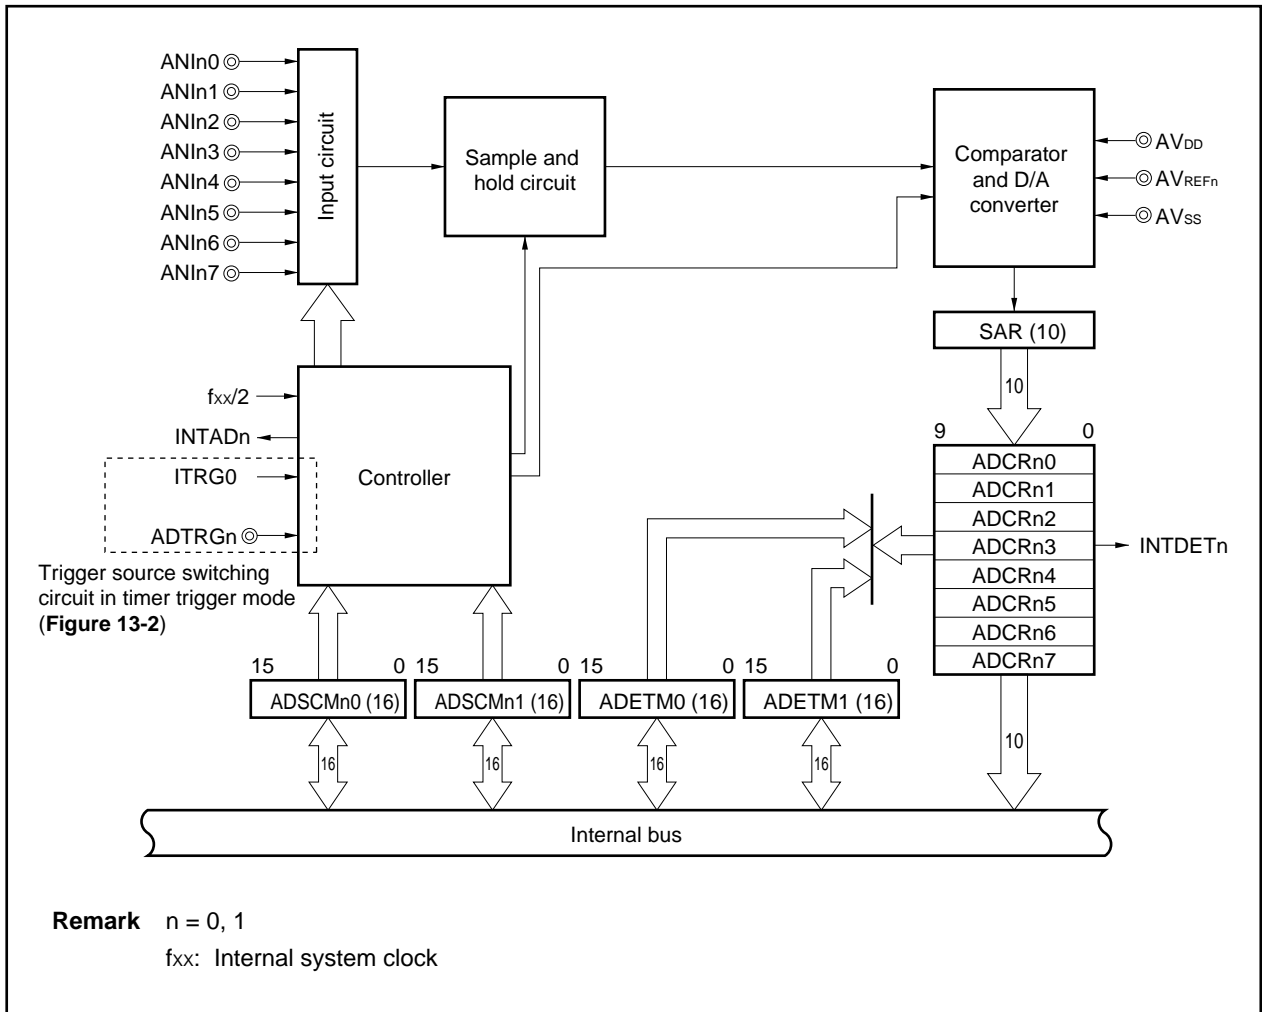 ANIn0
ANIn1
ANIn2
ANIn3
ANIn4
ANIn5
ANIn6
ANIn7
Input circuit
Sample and
hold circuit
Comparator
and D/A
converter
AVDD
AVREFn
AVSS
SAR (10)
10
fxx/2
INTADn
ITRG0
ADTRGn
Controller
Trigger source switching
circuit in timer trigger mode
(Figure 13-2)
9 0
ADCRn0
ADCRn1
ADCRn2
ADCRn3
ADCRn4
ADCRn5
ADCRn6
ADCRn7
INTDETn
15 0 15 0 15 0 15 0
ADSCMn0 (16) ADSCMn1 (16) ADETM0 (16) ADETM1 (16)
16 16 16 16 10
Internal bus
Remark n = 0, 1
fxx: Internal system clock